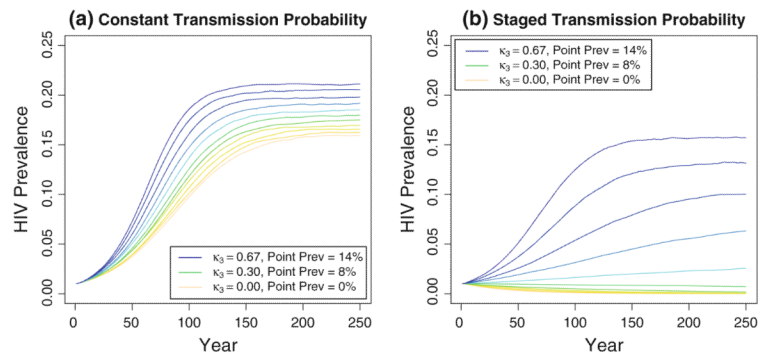 (a) Constant Transmission Probability
HIV Prevalence
0.25
0.20
0.15
0.10
0.05
0.00
κ3 = 0.67, Point Prev = 14%
κ3 = 0.30, Point Prev = 8%
κ3 = 0.00, Point Prev = 0%
0 50 100 150 200 250
Year
(b) Staged Transmission Probability
HIV Prevalence
0.25
0.20
0.15
0.10
0.05
0.00
κ3 = 0.67, Point Prev = 14%
κ3 = 0.30, Point Prev = 8%
κ3 = 0.00, Point Prev = 0%
0 50 100 150 200 250
Year